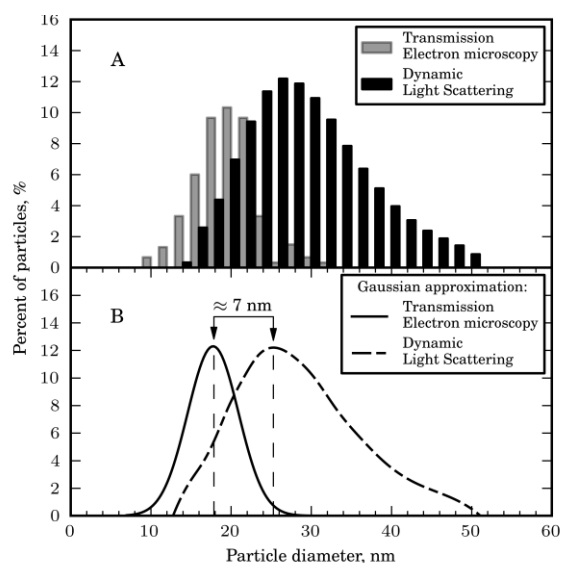 16
14
12
10
8
6
4
2
0
A
Transmission
Electron microscopy
Dynamic
Light Scattering
Percent of particles, %
16
14
12
10
8
6
4
2
0
B
≈ 7 nm
Gaussian approximation:
Transmission
Electron microscopy
Dynamic
Light Scattering
0 10 20 30 40 50 60
Particle diameter, nm